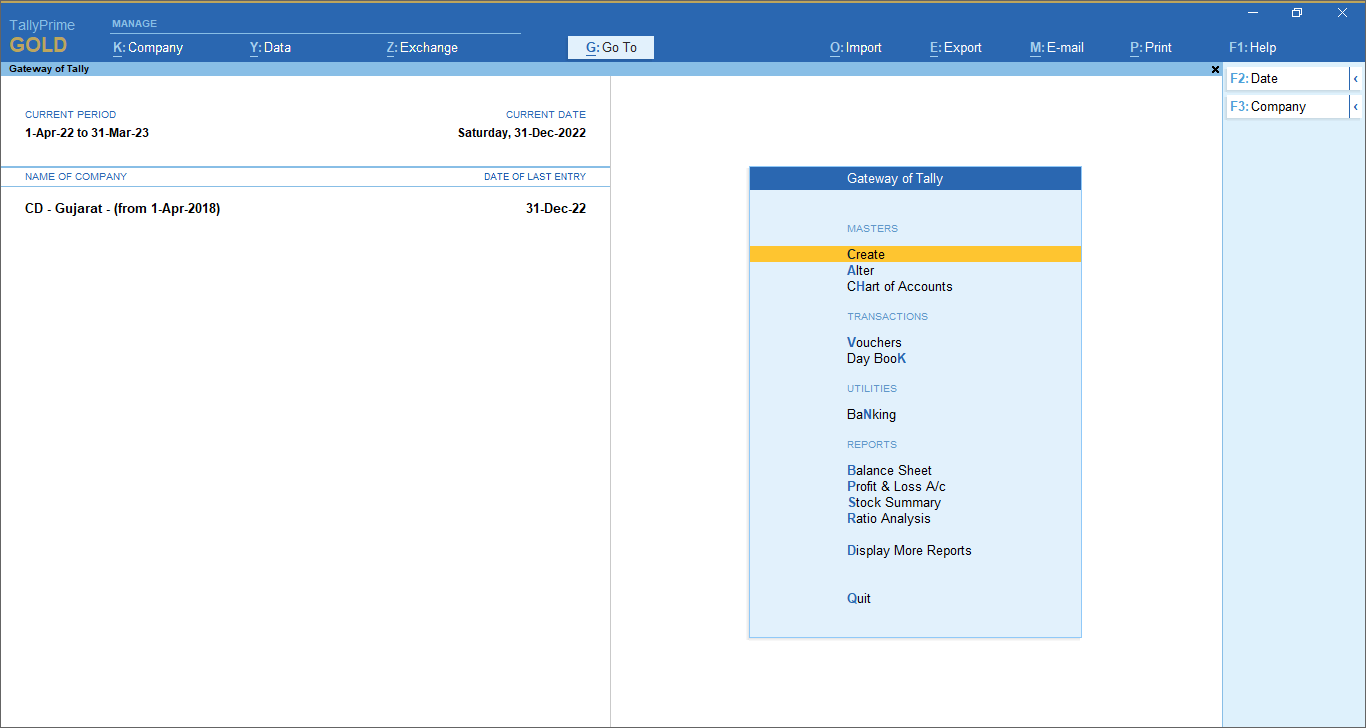 TallyPrime
GOLD
MANAGE
K: Company Y: Data Z: Exchange G: Go To O: Import E: Export M: E-mail P: Print F1: Help
Gateway of Tally
F2: Date
F3: Company
CURRENT PERIOD CURRENT DATE
1-Apr-22 to 31-Mar-23 Saturday, 31-Dec-2022
NAME OF COMPANY DATE OF LAST ENTRY
CD - Gujarat - (from 1-Apr-2018) 31-Dec-22
Gateway of Tally
MASTERS
Create
Alter
CHart of Accounts
TRANSACTIONS
Vouchers
Day BooK
UTILITIES
BaNking
REPORTS
Balance Sheet
Profit & Loss A/c
Stock Summary
Ratio Analysis
Display More Reports
Quit